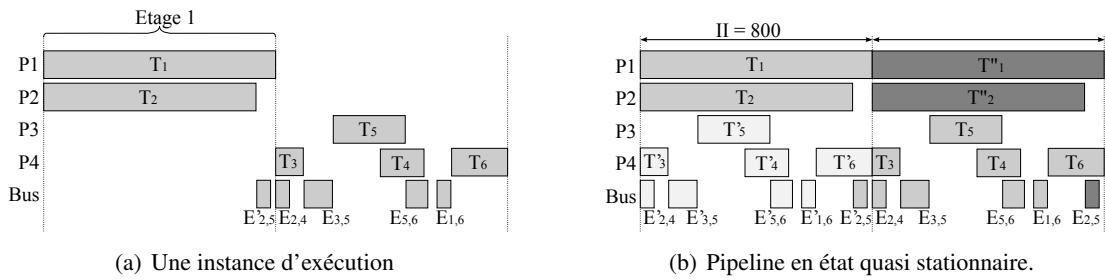 Etage 1
P1 T1
P2 T2
P3 T5
P4 T3 T4 T6
Bus
E'2,5 E2,4 E3,5 E5,6 E1,6
(a) Une instance d'exécution
II = 800
P1 T1 T"1
P2 T2 T"2
P3 T'5 T5
P4 T'3 T'4 T'6 T3 T4 T6
Bus
E'2,4 E'3,5 E'5,6 E'1,6 E'2,5 E2,4 E3,5 E5,6 E1,6 E2,5
(b) Pipeline en état quasi stationnaire.